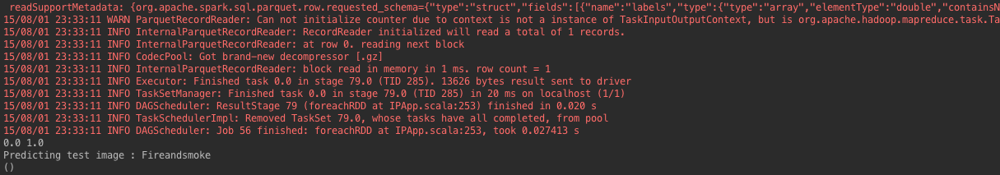 readSupportMetadata: {org.apache.spark.sql.parquet.row.requested_schema={"type":"struct","fields":[{"name":"labels","type":{"type":"array","elementType":"double","containsN
15/08/01 23:33:11 WARN ParquetRecordReader: Can not initialize counter due to context is not a instance of TaskInputOutputContext, but is org.apache.hadoop.mapreduce.task.Ta
15/08/01 23:33:11 INFO InternalParquetRecordReader: RecordReader initialized will read a total of 1 records.
15/08/01 23:33:11 INFO InternalParquetRecordReader: at row 0. reading next block
15/08/01 23:33:11 INFO CodecPool: Got brand-new decompressor [.gz]
15/08/01 23:33:11 INFO InternalParquetRecordReader: block read in memory in 1 ms. row count = 1
15/08/01 23:33:11 INFO Executor: Finished task 0.0 in stage 79.0 (TID 285). 13626 bytes result sent to driver
15/08/01 23:33:11 INFO TaskSetManager: Finished task 0.0 in stage 79.0 (TID 285) in 20 ms on localhost (1/1)
15/08/01 23:33:11 INFO DAGScheduler: ResultStage 79 (foreachRDD at IPApp.scala:253) finished in 0.020 s
15/08/01 23:33:11 INFO TaskSchedulerImpl: Removed TaskSet 79.0, whose tasks have all completed, from pool
15/08/01 23:33:11 INFO DAGScheduler: Job 56 finished: foreachRDD at IPApp.scala:253, took 0.027413 s
0.0 1.0
Predicting test image : Fireandsmoke
()